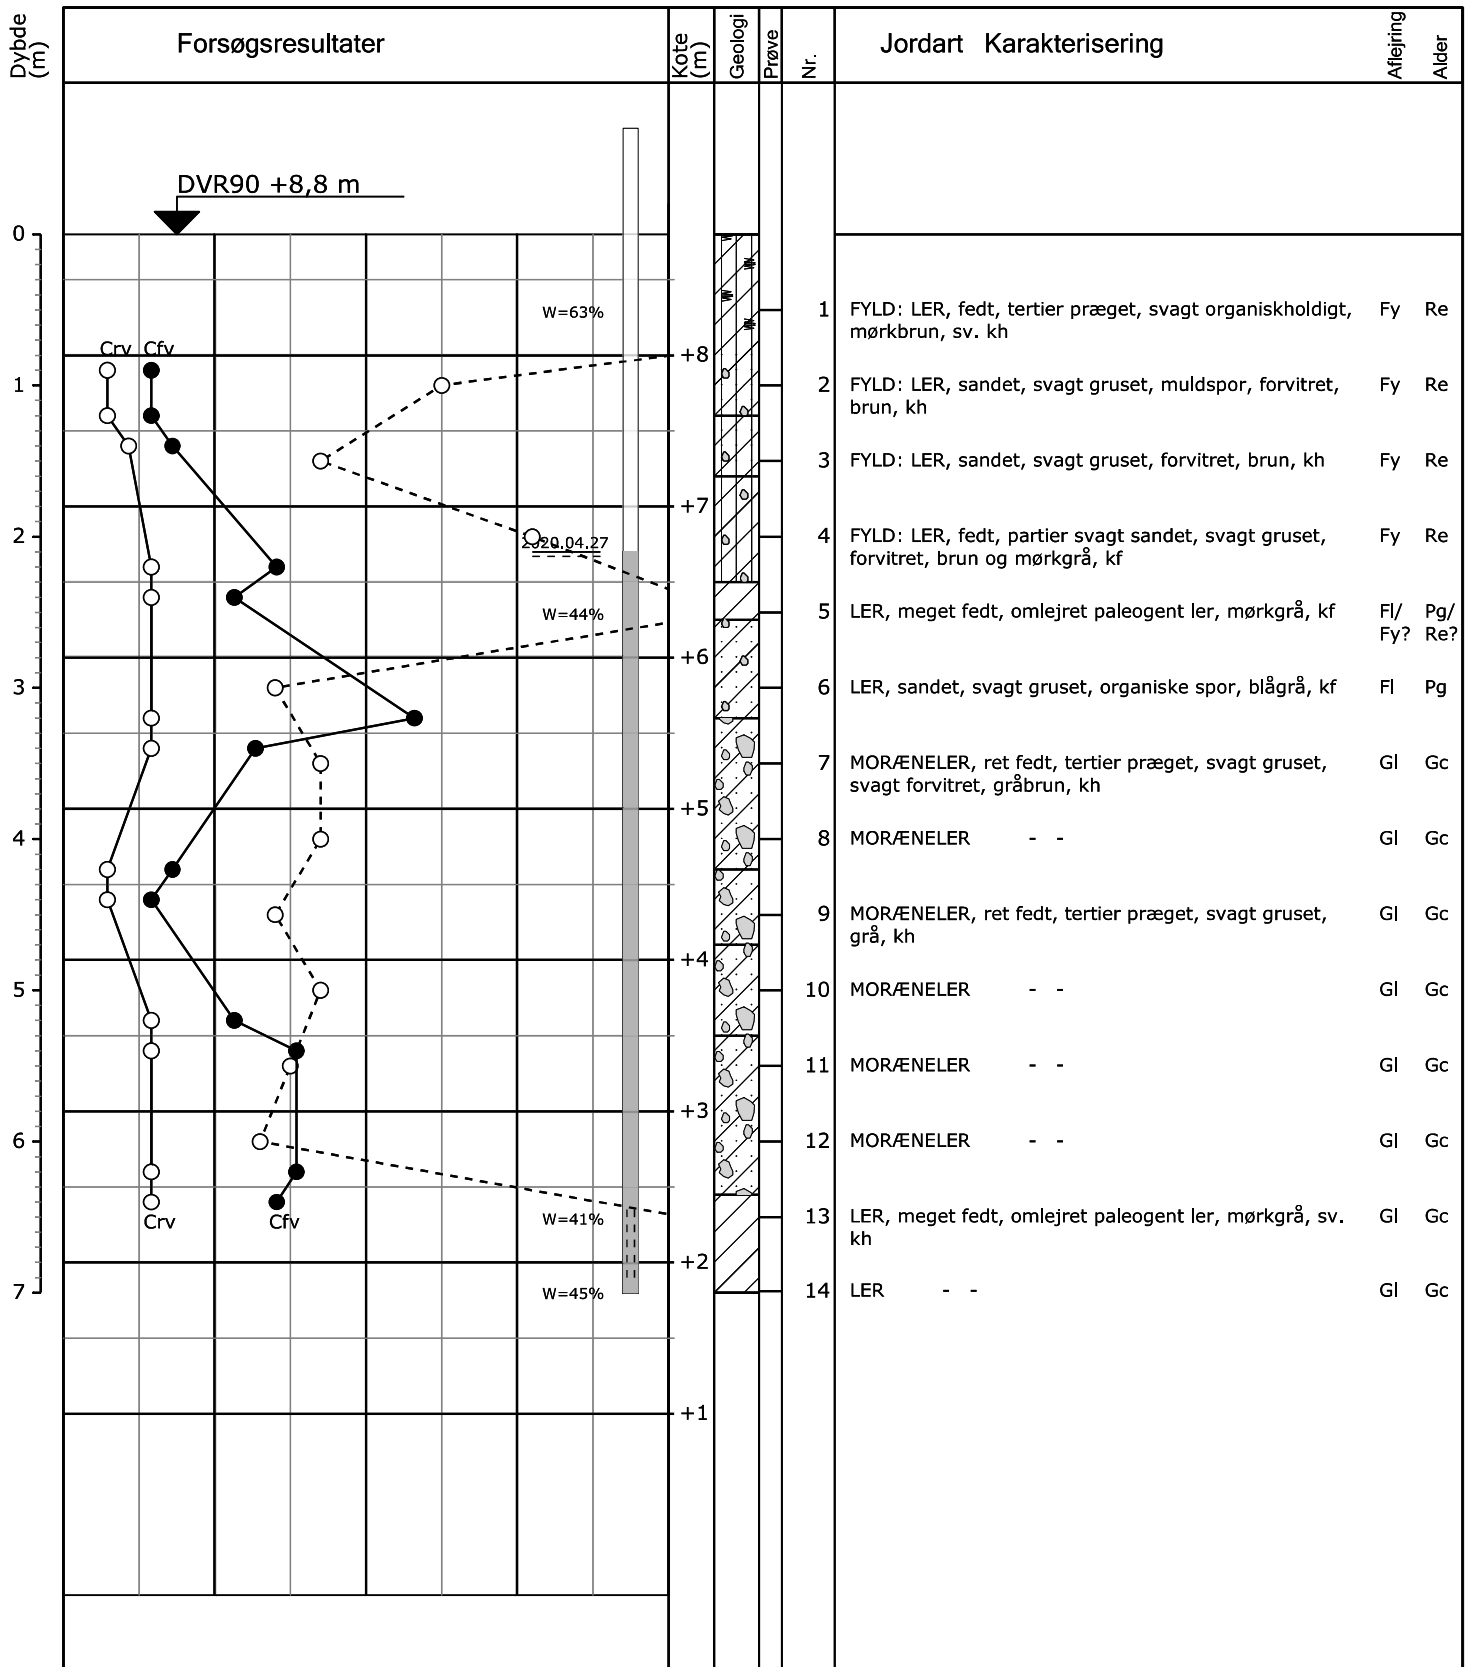 Dybde (m)
Forsøgsresultater
Kote (m)
Geologi
Prøve
Nr.
Jordart Karakterisering
Aflejring
Alder
DVR90 +8,8 m
0
W=63%
1 FYLD: LER, fedt, tertier præget, svagt organiskholdigt, Fy Re
mørkbrun, sv. kh
Crv Cfv
+8
1
2 FYLD: LER, sandet, svagt gruset, muldspor, forvitret, Fy Re
brun, kh
3 FYLD: LER, sandet, svagt gruset, forvitret, brun, kh Fy Re
+7
2
2020.04.27
4 FYLD: LER, fedt, partier svagt sandet, svagt gruset, Fy Re
forvitret, brun og mørkgrå, kf
W=44%
5 LER, meget fedt, omlejret paleogent ler, mørkgrå, kf Fl/ Pg/
Fy? Re?
+6
3
6 LER, sandet, svagt gruset, organiske spor, blågrå, kf Fl Pg
7 MORÆNELER, ret fedt, tertier præget, svagt gruset, Gl Gc
svagt forvitret, gråbrun, kh
+5
4
8 MORÆNELER - - Gl Gc
9 MORÆNELER, ret fedt, tertier præget, svagt gruset, Gl Gc
grå, kh
+4
5
10 MORÆNELER - - Gl Gc
11 MORÆNELER - - Gl Gc
+3
6
12 MORÆNELER - - Gl Gc
Crv Cfv
W=41%
13 LER, meget fedt, omlejret paleogent ler, mørkgrå, sv. Gl Gc
kh
+2
7
W=45%
14 LER - - Gl Gc
+1